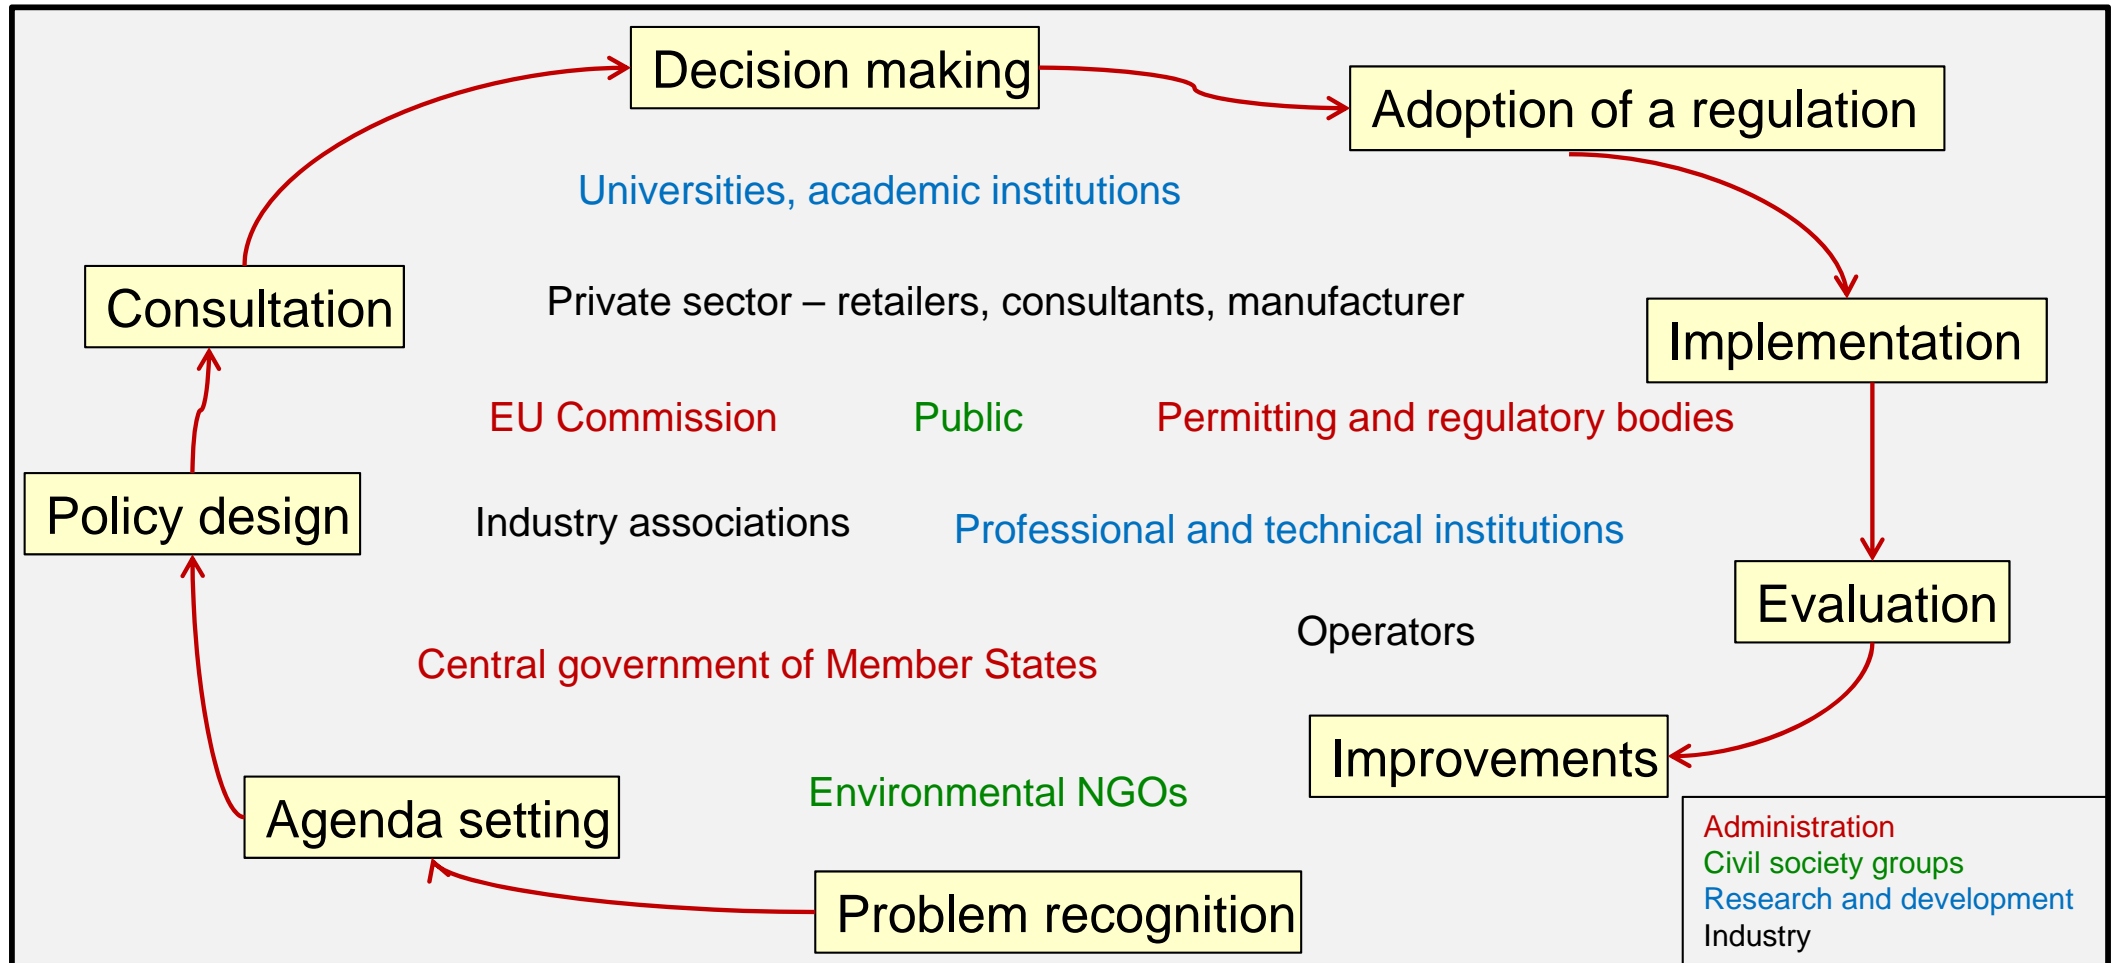 Decision making
Adoption of a regulation
Universities, academic institutions
Consultation
Private sector – retailers, consultants, manufacturer
Implementation
EU Commission
Public
Permitting and regulatory bodies
Policy design
Industry associations
Professional and technical institutions
Evaluation
Operators
Central government of Member States
Improvements
Environmental NGOs
Agenda setting
Problem recognition
Administration
Civil society groups
Research and development
Industry